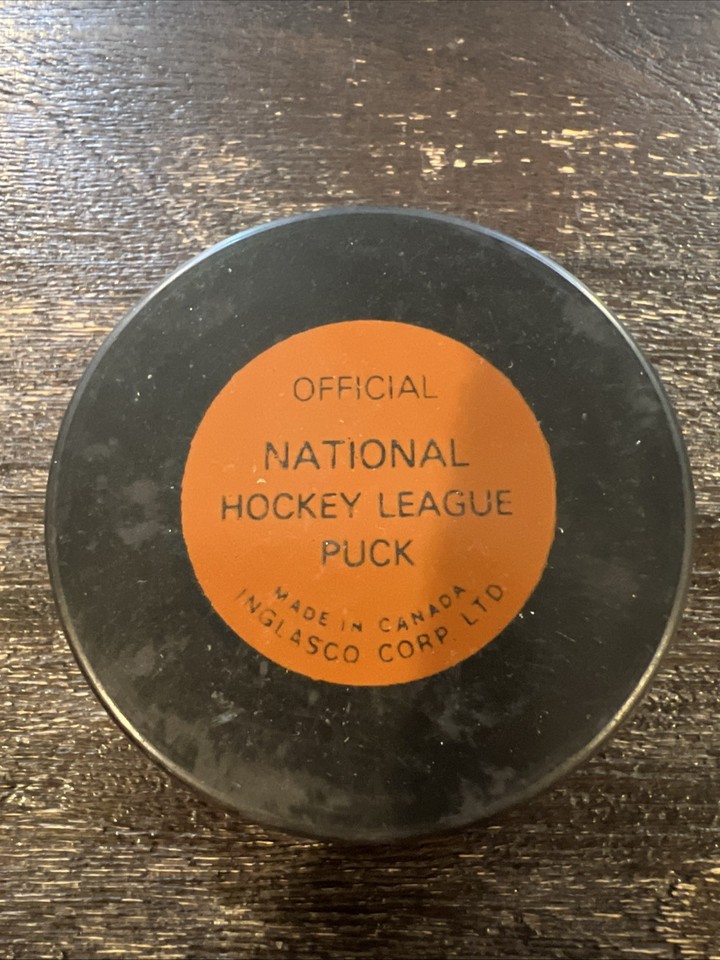 OFFICIAL
NATIONAL
HOCKEY LEAGUE
PUCK
MADE IN CANADA
INGLASCO CORP. LTD.